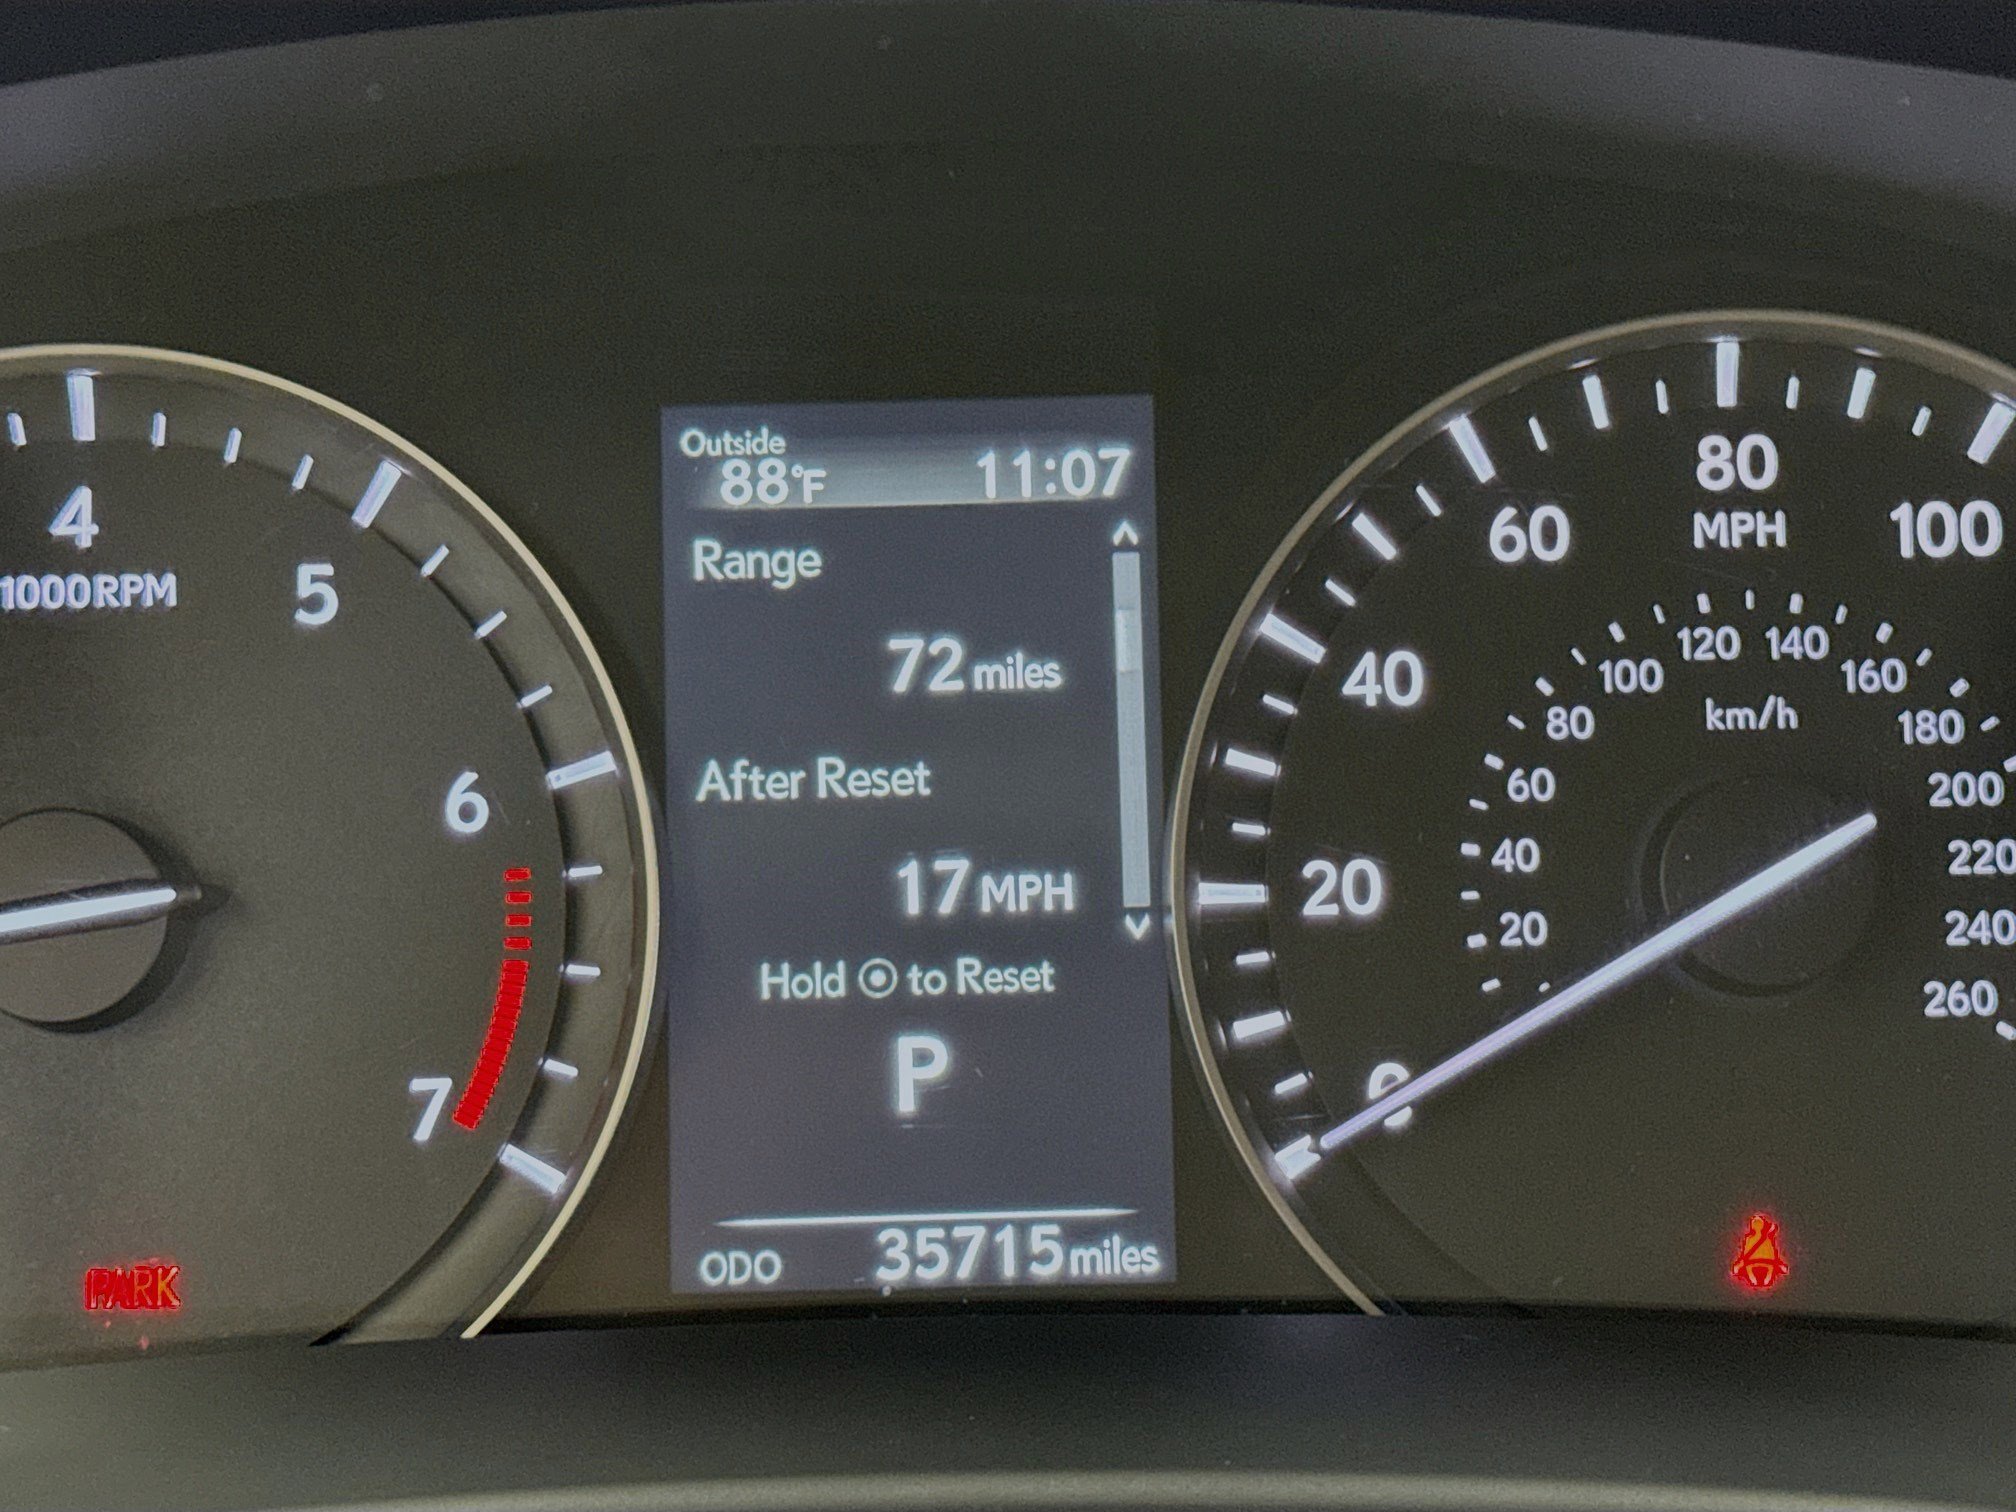 Outside
88°F 11:07
Range
72 miles
After Reset
17 MPH
Hold ⊙ to Reset
P
ODO 35715 miles
4
1000RPM
5
6
7
PARK
0
20
40
60
80
MPH
100
20
40
60
80
100
120
140
160
180
200
220
240
260
km/h